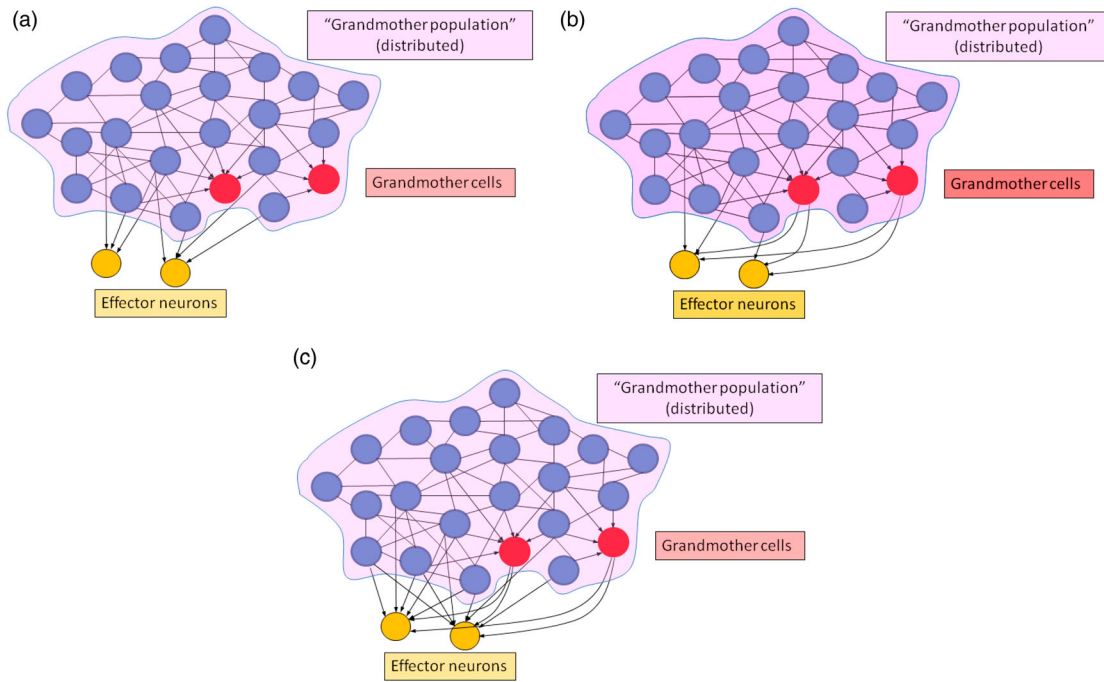 (a)
“Grandmother population”
(distributed)
Grandmother cells
Effector neurons
(b)
“Grandmother population”
(distributed)
Grandmother cells
Effector neurons
(c)
“Grandmother population”
(distributed)
Grandmother cells
Effector neurons